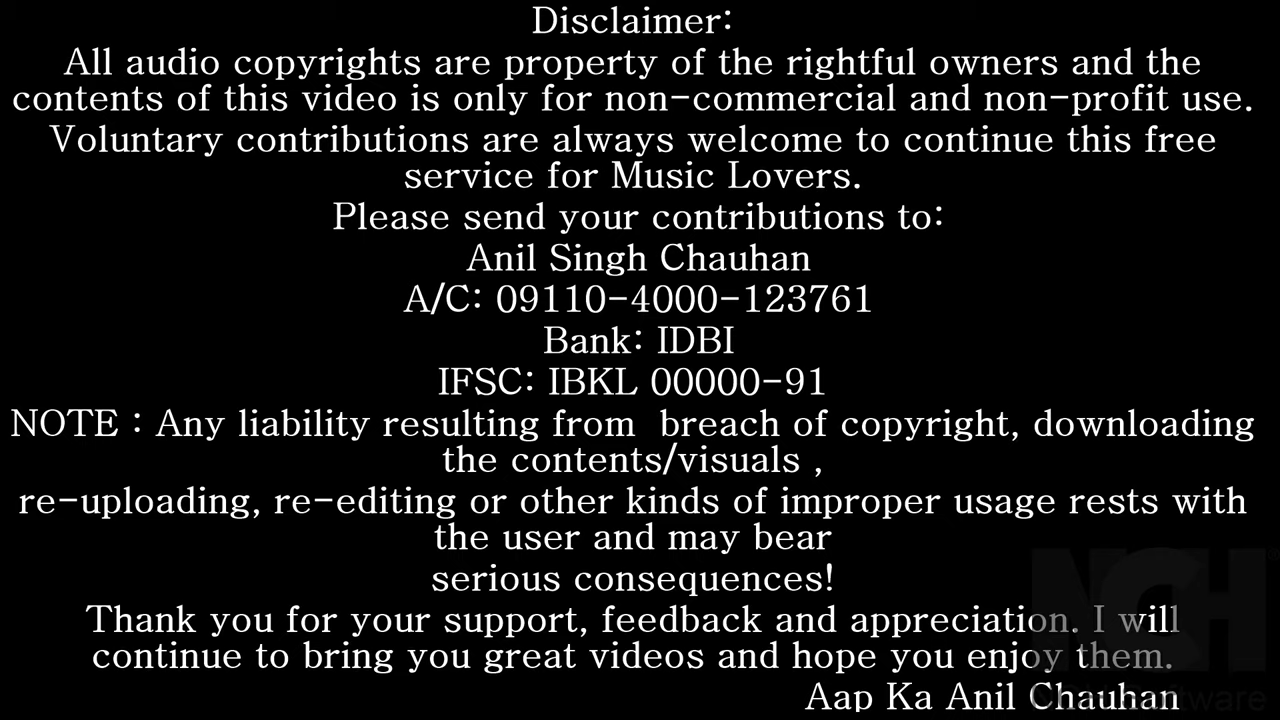 Disclaimer:
All audio copyrights are property of the rightful owners and the
contents of this video is only for non-commercial and non-profit use.
Voluntary contributions are always welcome to continue this free
service for Music Lovers.
Please send your contributions to:
Anil Singh Chauhan
A/C: 09110-4000-123761
Bank: IDBI
IFSC: IBKL 00000-91
NOTE : Any liability resulting from  breach of copyright, downloading
the contents/visuals ,
re-uploading, re-editing or other kinds of improper usage rests with
the user and may bear
serious consequences!
Thank you for your support, feedback and appreciation. I will
continue to bring you great videos and hope you enjoy them.
Aap Ka Anil Chauhan
NCH
NCH Software